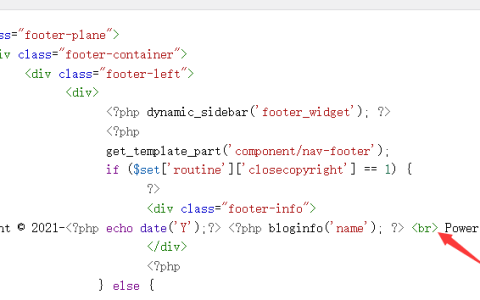 ss="footer-plane">
iv class="footer-container">
<div class="footer-left">
<div>
<?php dynamic_sidebar('footer_widget'); ?>
<?php
get_template_part('component/nav-footer');
if ($set['routine']['closecopyright'] == 1) {
?>
<div class="footer-info">
ht © 2021-<?php echo date('Y');?> <?php bloginfo('name'); ?> <br> Power
</div>
<?php
} else {